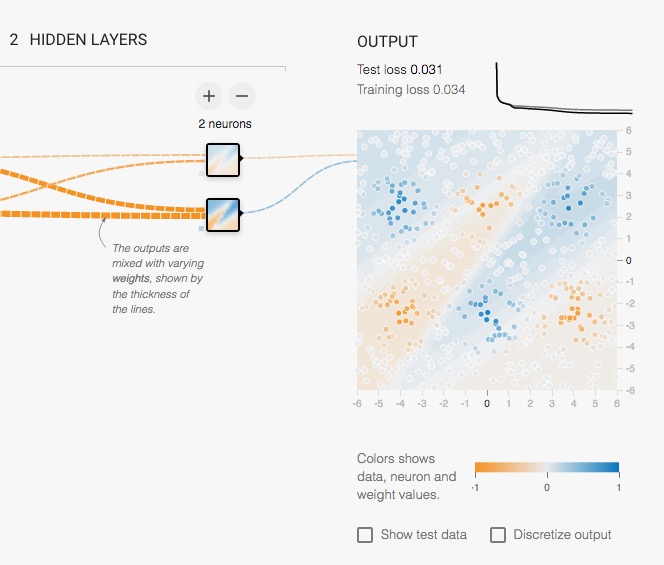 2 HIDDEN LAYERS
OUTPUT
Test loss 0.031
Training loss 0.034
+ −
2 neurons
The outputs are
mixed with varying
weights, shown by
the thickness of
the lines.
6
5
4
3
2
1
0
-1
-2
-3
-4
-5
-6
-6 -5 -4 -3 -2 -1 0 1 2 3 4 5 6
Colors shows
data, neuron and
weight values.
-1 0 1
Show test data
Discretize output